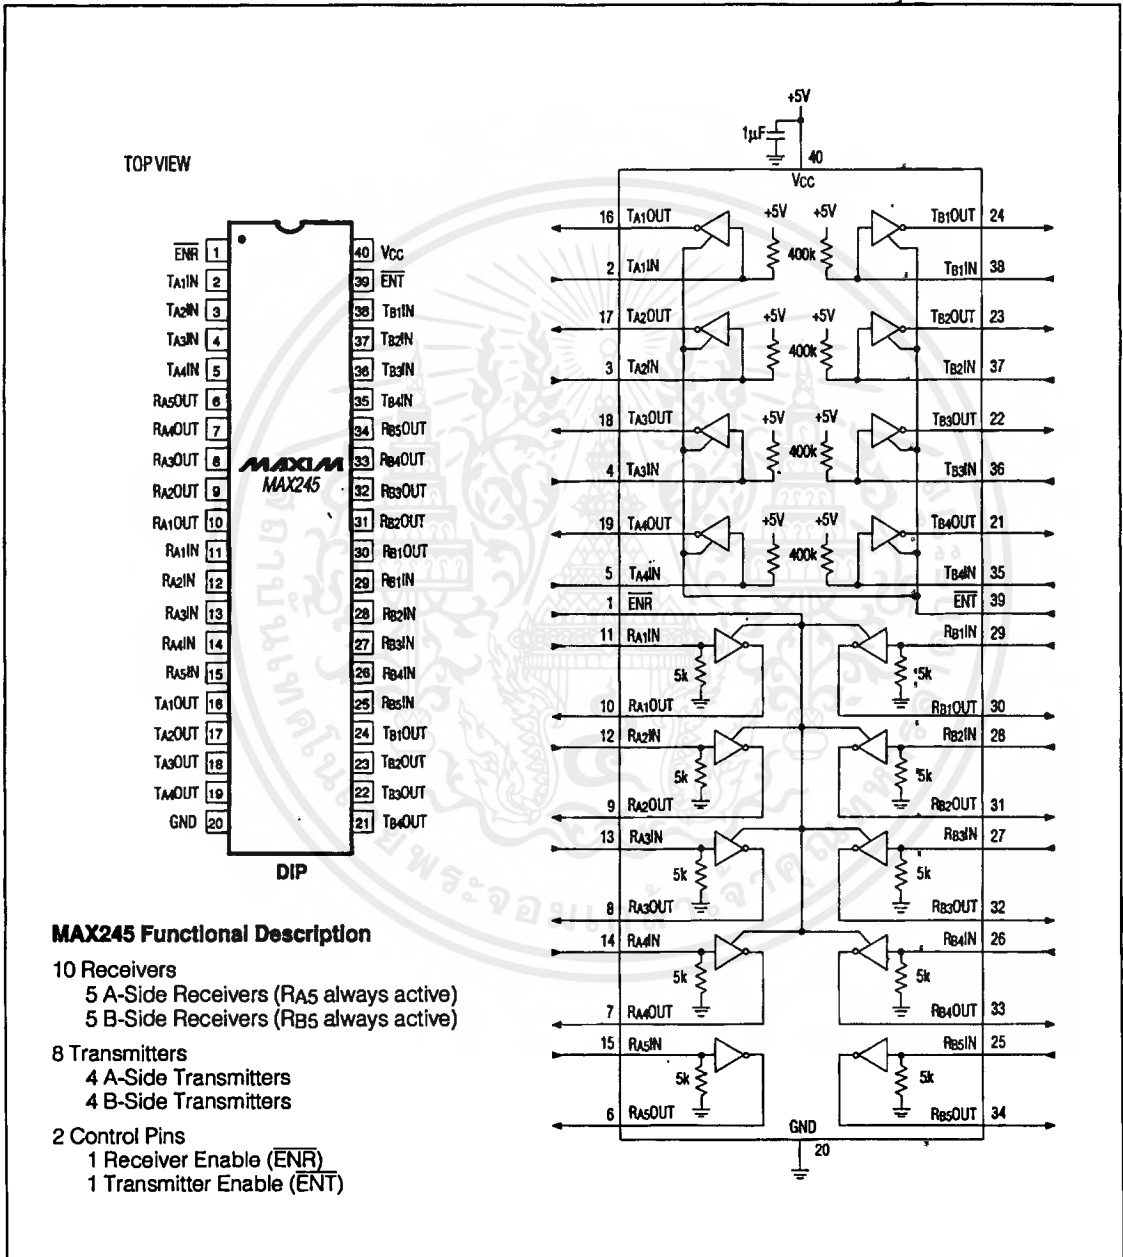 TOP VIEW
ENR 1
TA1IN 2
TA2IN 3
TA3IN 4
TA4IN 5
RA5OUT 6
RA4OUT 7
RA3OUT 8
RA2OUT 9
RA1OUT 10
RA1IN 11
RA2IN 12
RA3IN 13
RA4IN 14
RA5IN 15
TA1OUT 16
TA2OUT 17
TA3OUT 18
TA4OUT 19
GND 20
MAXIM
MAX245
40 VCC
39 ENT
38 TB1IN
37 TB2IN
36 TB3IN
35 TB4IN
34 RB5OUT
33 RB4OUT
32 RB3OUT
31 RB2OUT
30 RB1OUT
29 RB1IN
28 RB2IN
27 RB3IN
26 RB4IN
25 RB5IN
24 TB1OUT
23 TB2OUT
22 TB3OUT
21 TB4OUT
DIP
MAX245 Functional Description
10 Receivers
5 A-Side Receivers (RA5 always active)
5 B-Side Receivers (RB5 always active)
8 Transmitters
4 A-Side Transmitters
4 B-Side Transmitters
2 Control Pins
1 Receiver Enable (ENR)
1 Transmitter Enable (ENT)
+5V
1µF
40
VCC
16 TA1OUT +5V +5V TB1OUT 24
400k
2 TA1IN TB1IN 38
17 TA2OUT +5V +5V TB2OUT 23
400k
3 TA2IN TB2IN 37
18 TA3OUT +5V +5V TB3OUT 22
400k
4 TA3IN TB3IN 36
19 TA4OUT +5V +5V TB4OUT 21
400k
5 TA4IN TB4IN 35
1 ENR ENT 39
11 RA1IN RB1IN 29
5k 5k
10 RA1OUT RB1OUT 30
12 RA2IN RB2IN 28
5k 5k
9 RA2OUT RB2OUT 31
13 RA3IN RB3IN 27
5k 5k
8 RA3OUT RB3OUT 32
14 RA4IN RB4IN 26
5k 5k
7 RA4OUT RB4OUT 33
15 RA5IN RB5IN 25
5k 5k
6 RA5OUT RB5OUT 34
GND
20